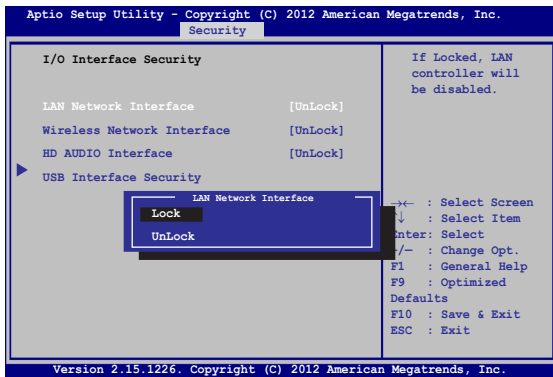 Aptio Setup Utility - Copyright (C) 2012 American Megatrends, Inc.
Security
I/O Interface Security
LAN Network Interface [UnLock]
Wireless Network Interface [UnLock]
HD AUDIO Interface [UnLock]
USB Interface Security
LAN Network Interface
Lock
UnLock
If Locked, LAN
controller will
be disabled.
→← : Select Screen
↑↓ : Select Item
Enter: Select
+/— : Change Opt.
F1 : General Help
F9 : Optimized
Defaults
F10 : Save & Exit
ESC : Exit
Version 2.15.1226. Copyright (C) 2012 American Megatrends, Inc.